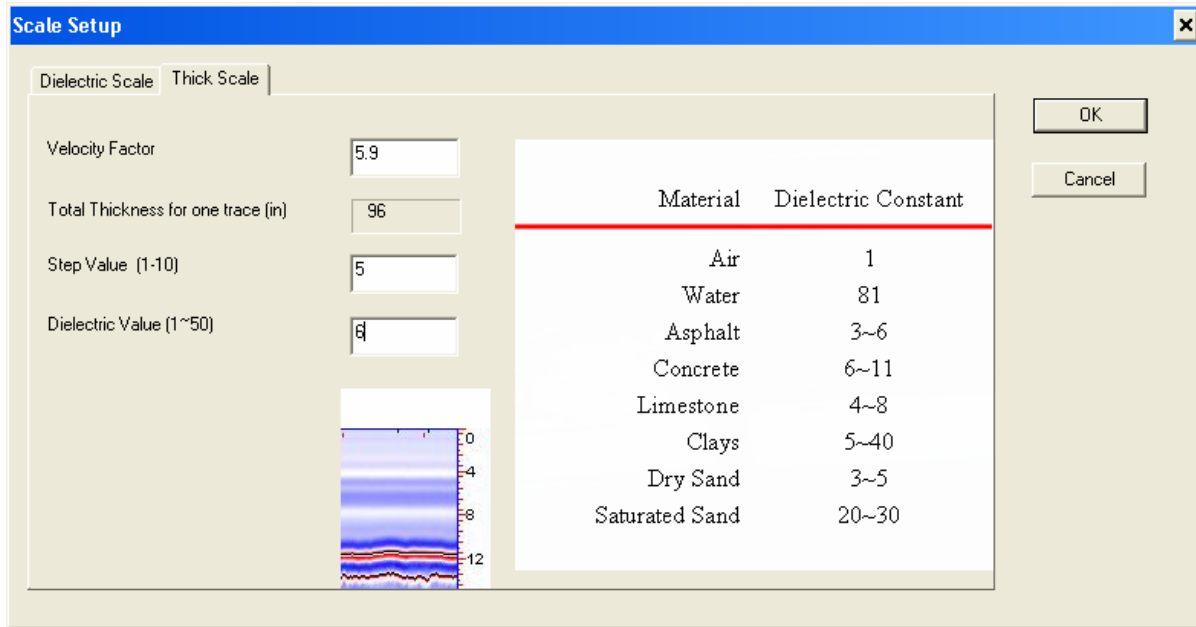 Scale Setup
Dielectric Scale Thick Scale
OK
Cancel
Velocity Factor 5.9
Total Thickness for one trace (in) 96
Step Value (1-10) 5
Dielectric Value (1~50) 6
Material Dielectric Constant
Air 1
Water 81
Asphalt 3~6
Concrete 6~11
Limestone 4~8
Clays 5~40
Dry Sand 3~5
Saturated Sand 20~30
0
4
8
12